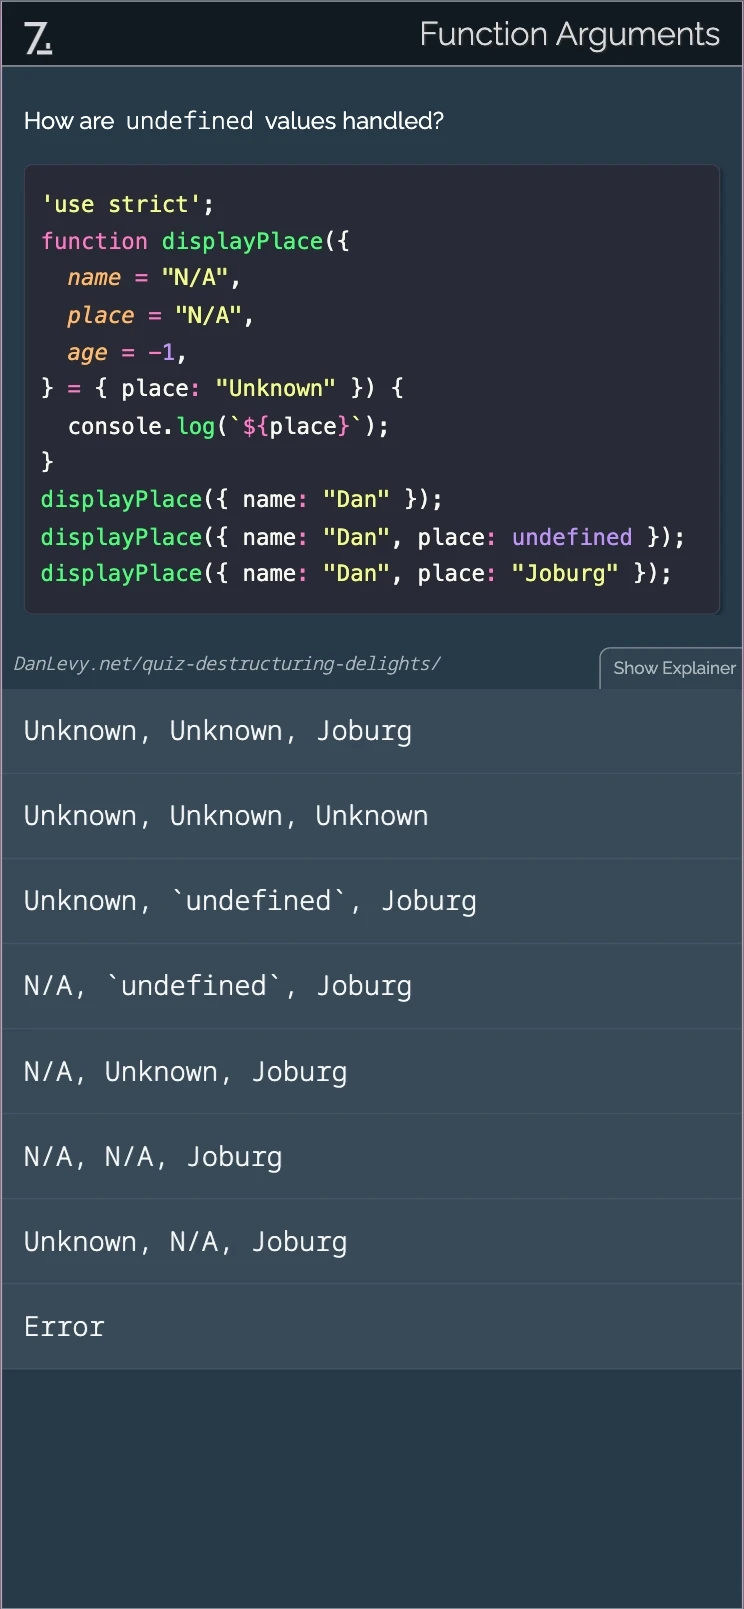 7.
Function Arguments
How are undefined values handled?
'use strict';
function displayPlace({
  name = "N/A",
  place = "N/A",
  age = -1,
} = { place: "Unknown" }) {
  console.log(`${place}`);
}
displayPlace({ name: "Dan" });
displayPlace({ name: "Dan", place: undefined });
displayPlace({ name: "Dan", place: "Joburg" });
DanLevy.net/quiz-destructuring-delights/
Show Explainer
Unknown, Unknown, Joburg
Unknown, Unknown, Unknown
Unknown, `undefined`, Joburg
N/A, `undefined`, Joburg
N/A, Unknown, Joburg
N/A, N/A, Joburg
Unknown, N/A, Joburg
Error